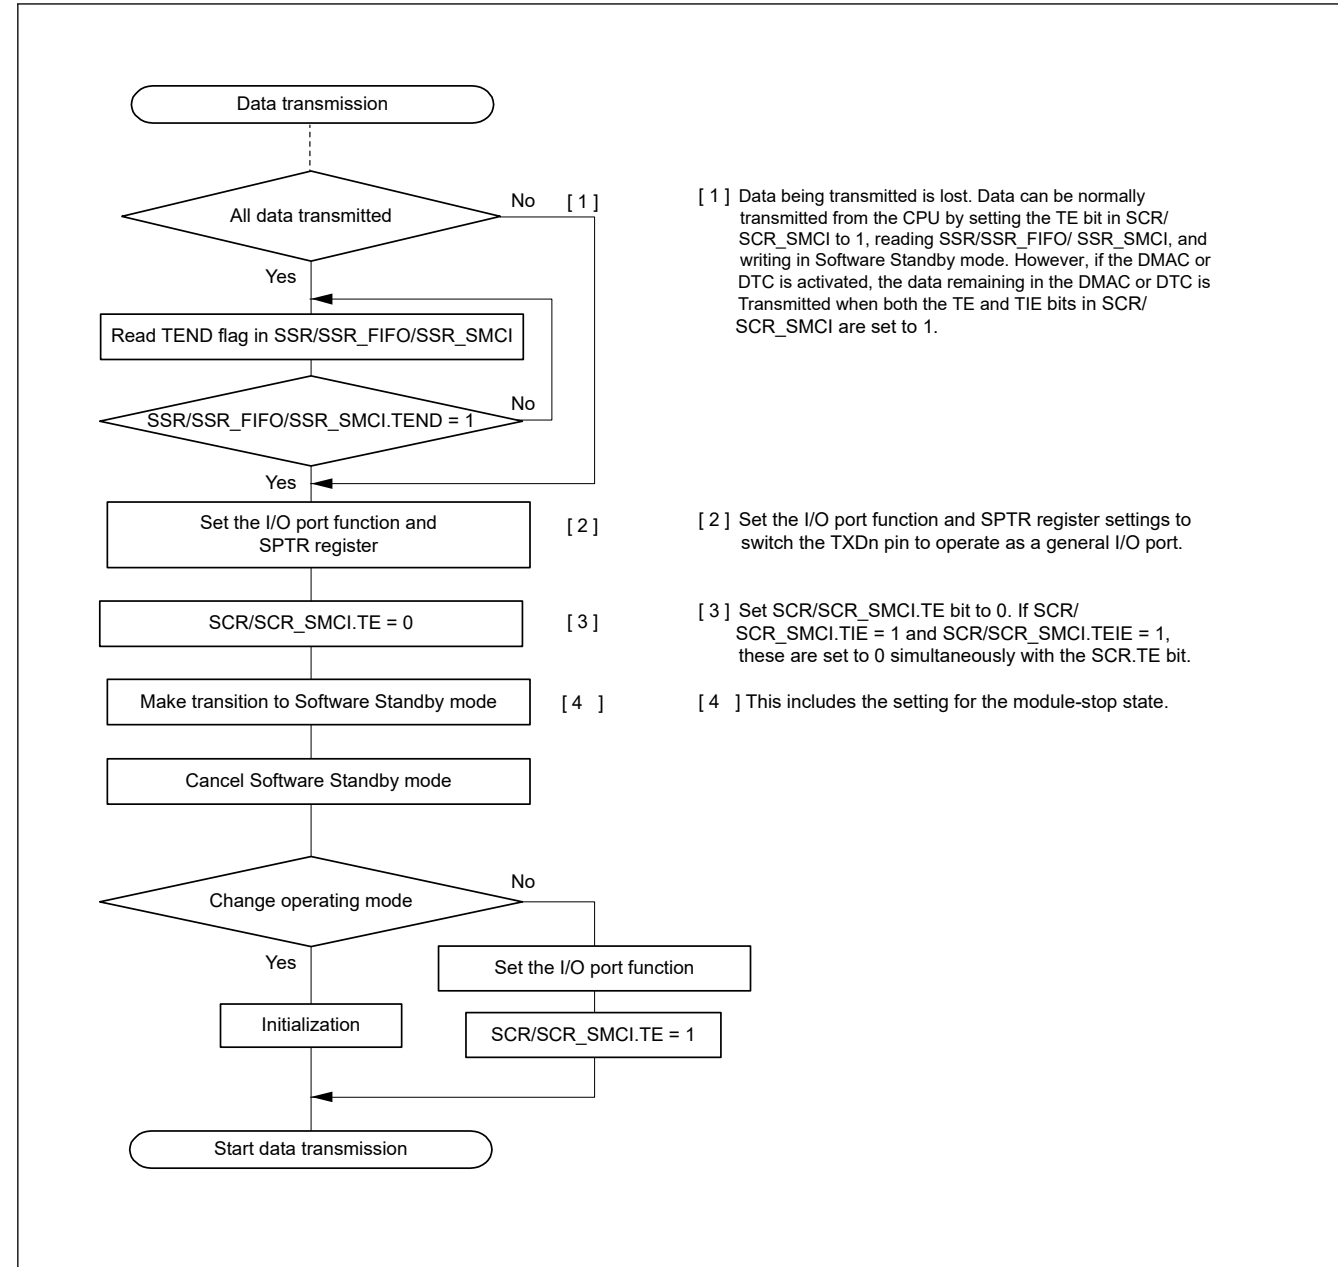 Data transmission
All data transmitted
No [ 1 ]
Yes
Read TEND flag in SSR/SSR_FIFO/SSR_SMCI
SSR/SSR_FIFO/SSR_SMCI.TEND = 1
No
Yes
Set the I/O port function and
SPTR register
[ 2 ]
SCR/SCR_SMCI.TE = 0
[ 3 ]
Make transition to Software Standby mode
[ 4 ]
Cancel Software Standby mode
Change operating mode
No
Yes
Set the I/O port function
Initialization
SCR/SCR_SMCI.TE = 1
Start data transmission
[ 1 ] Data being transmitted is lost. Data can be normally
transmitted from the CPU by setting the TE bit in SCR/
SCR_SMCI to 1, reading SSR/SSR_FIFO/ SSR_SMCI, and
writing in Software Standby mode. However, if the DMAC or
DTC is activated, the data remaining in the DMAC or DTC is
Transmitted when both the TE and TIE bits in SCR/
SCR_SMCI are set to 1.
[ 2 ] Set the I/O port function and SPTR register settings to
switch the TXDn pin to operate as a general I/O port.
[ 3 ] Set SCR/SCR_SMCI.TE bit to 0. If SCR/
SCR_SMCI.TIE = 1 and SCR/SCR_SMCI.TEIE = 1,
these are set to 0 simultaneously with the SCR.TE bit.
[ 4 ] This includes the setting for the module-stop state.